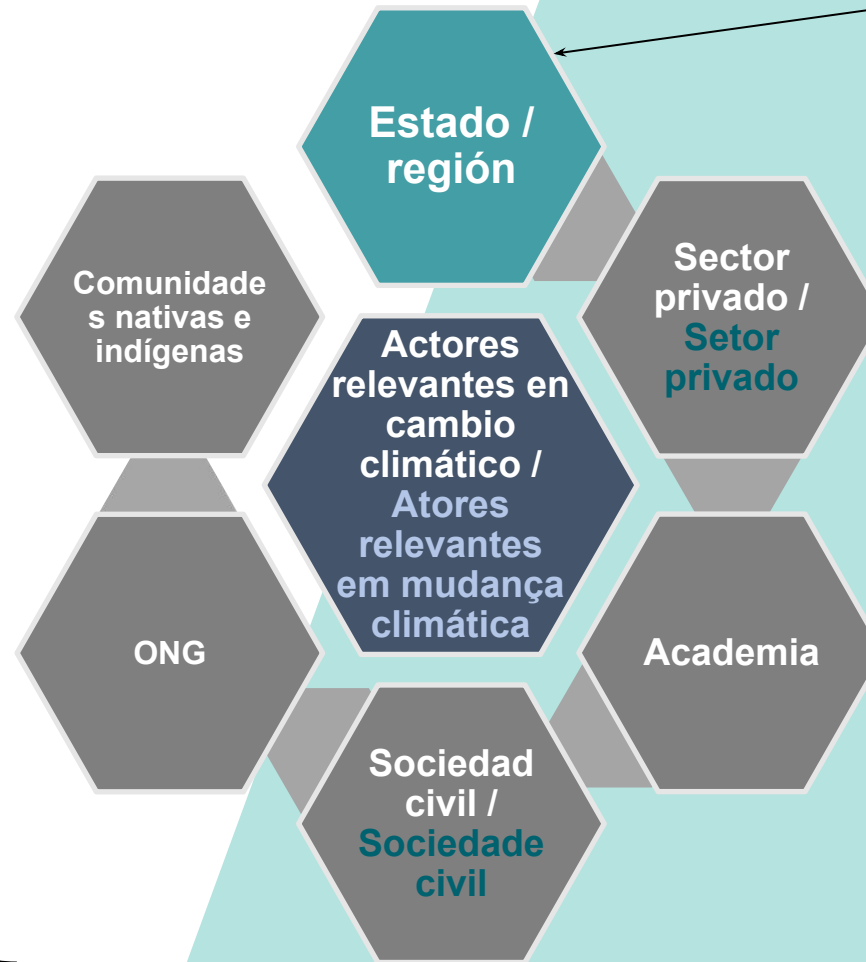 Estado /
región
Sector
privado /
Setor
privado
Comunidade
s nativas e
indígenas
Actores
relevantes en
cambio
climático /
Atores
relevantes
em mudança
climática
ONG
Academia
Sociedad
civil /
Sociedade
civil